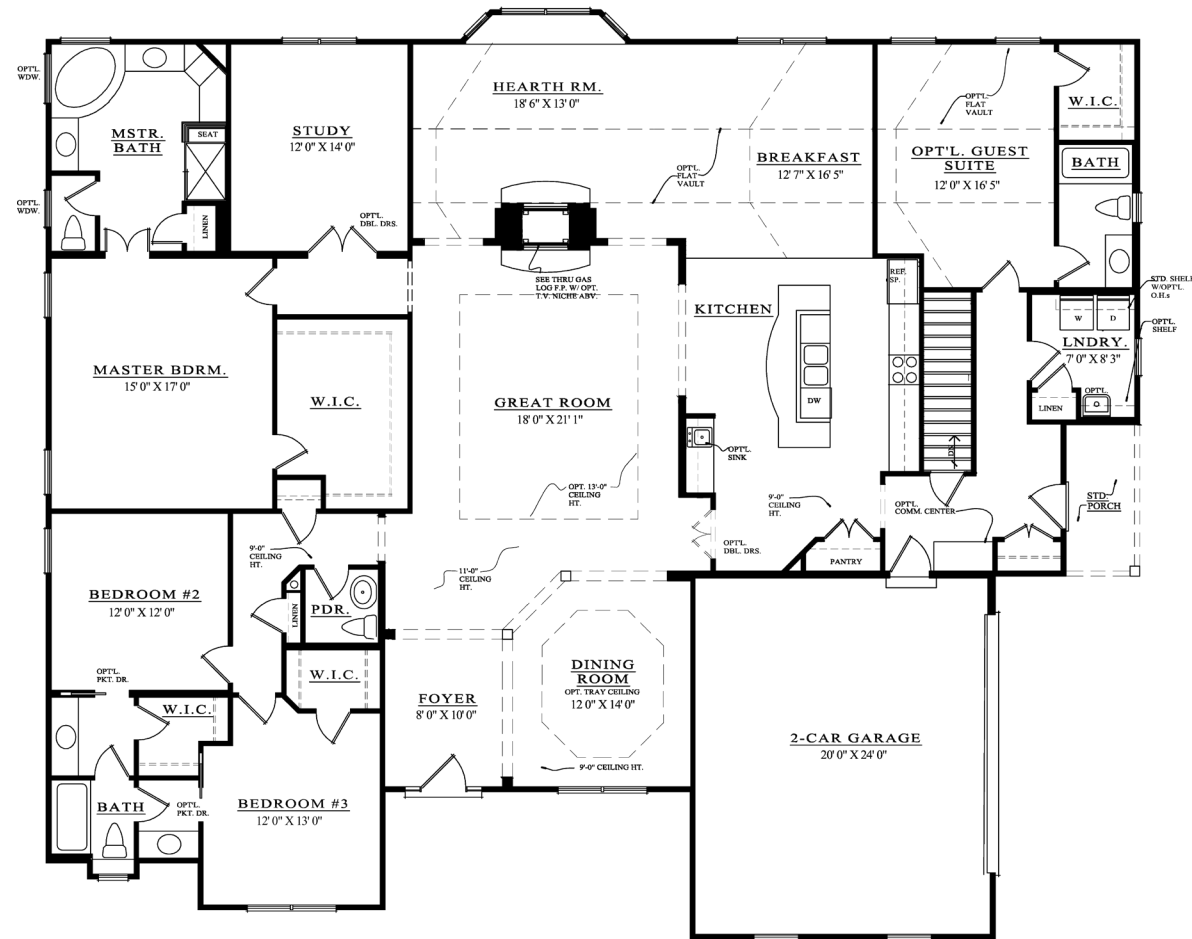 OPT'L.
WDW.
MSTR.
BATH
SEAT
OPT'L.
WDW.
LINEN
STUDY
12' 0" X 14' 0"
OPT'L.
DBL. DRS.
HEARTH RM.
18' 6" X 13' 0"
OPT'L.
FLAT
VAULT
BREAKFAST
12' 7" X 16' 5"
OPT'L.
FLAT
VAULT
OPT'L. GUEST
SUITE
12' 0" X 16' 5"
W.I.C.
BATH
SEE THRU GAS
LOG F.P. W/ OPT.
T.V. NICHE ABV.
REF.
SP.
STD. SHELF
W/OPT'L.
O.H.s
W
D
OPT'L.
SHELF
LNDRY.
7' 0" X 8' 3"
OPT'L.
LINEN
KITCHEN
DW
MASTER BDRM.
15' 0" X 17' 0"
W.I.C.
GREAT ROOM
18' 0" X 21' 1"
OPT'L.
SINK
DN
OPT. 13'-0"
CEILING
HT.
9'-0"
CEILING
HT.
OPT'L.
COMM. CENTER
STD.
PORCH
OPT'L.
DBL. DRS.
PANTRY
9'-0"
CEILING
HT.
11'-0"
CEILING
HT.
BEDROOM #2
12' 0" X 12' 0"
LINEN
PDR.
OPT'L.
PKT. DR.
W.I.C.
W.I.C.
FOYER
8' 0" X 10' 0"
DINING
ROOM
OPT. TRAY CEILING
12' 0" X 14' 0"
9'-0" CEILING HT.
2-CAR GARAGE
20' 0" X 24' 0"
BATH
OPT'L.
PKT. DR.
BEDROOM #3
12' 0" X 13' 0"